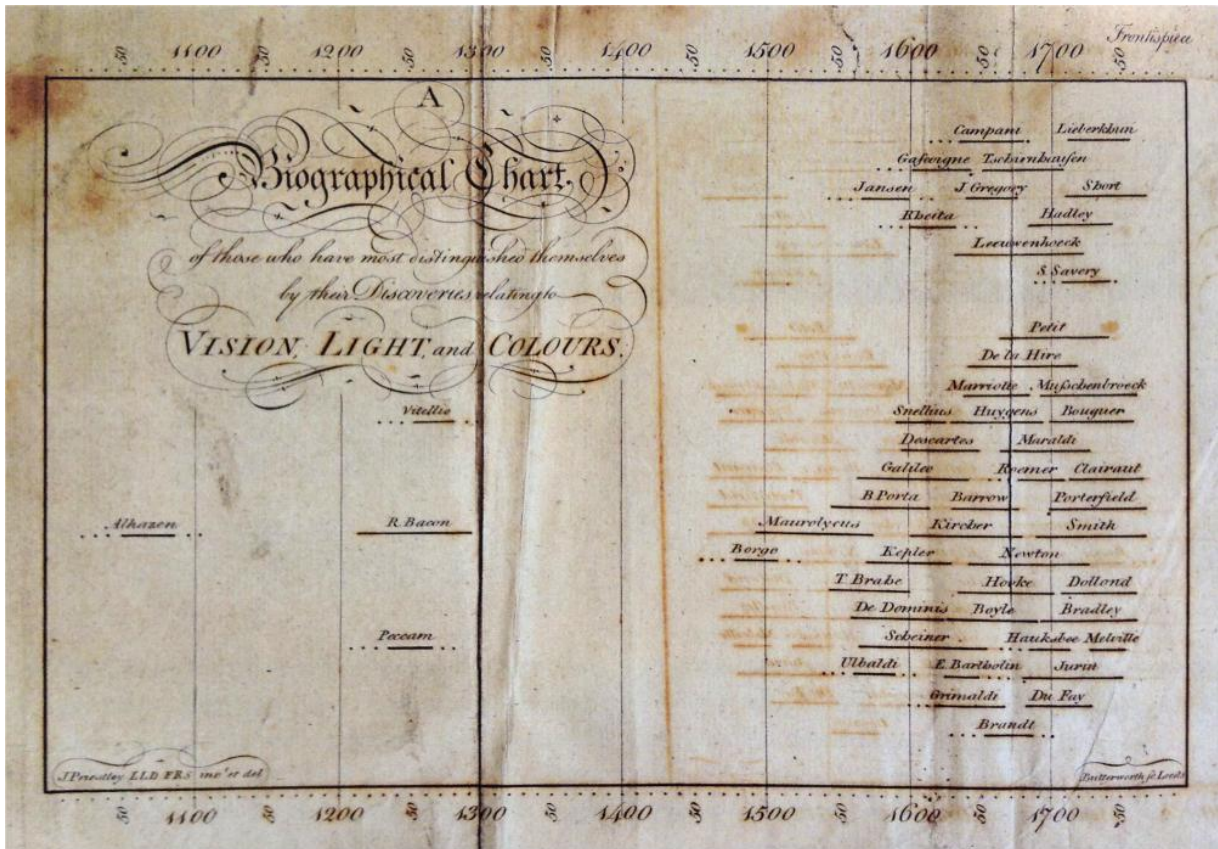 Frontispiece
50 1100 50 1200 50 1300 50 1400 50 1500 50 1600 50 1700 50
A
Biographical Chart,
of those who have most distinguished themselves
by their Discoveries relating to
VISION, LIGHT, and COLOURS.
Campani Lieberkhun
Gascoigne Tschirnhausen
Jansen J. Gregory Short
Rheita Hadley
Leeuwenhoeck
S. Savery
Petit
De la Hire
Marriotte Musschenbroeck
Vitellio Snellius Huygens Bouguer
Descartes Maraldi
Galileo Roemer Clairaut
B. Porta Barrow Porterfield
Alhazen R. Bacon Maurolycus Kircher Smith
Borgo Kepler Newton
T. Brahe Hooke Dollond
De Dominis Boyle Bradley
Peccam Scheiner Hauksbee Melville
Ubaldi E. Bartholin Jurin
Grimaldi Du Fay
Brandt
J. Priestley LLD FRS inv.t et del
Butterworth sc Leeds
50 1100 50 1200 50 1300 50 1400 50 1500 50 1600 50 1700 50